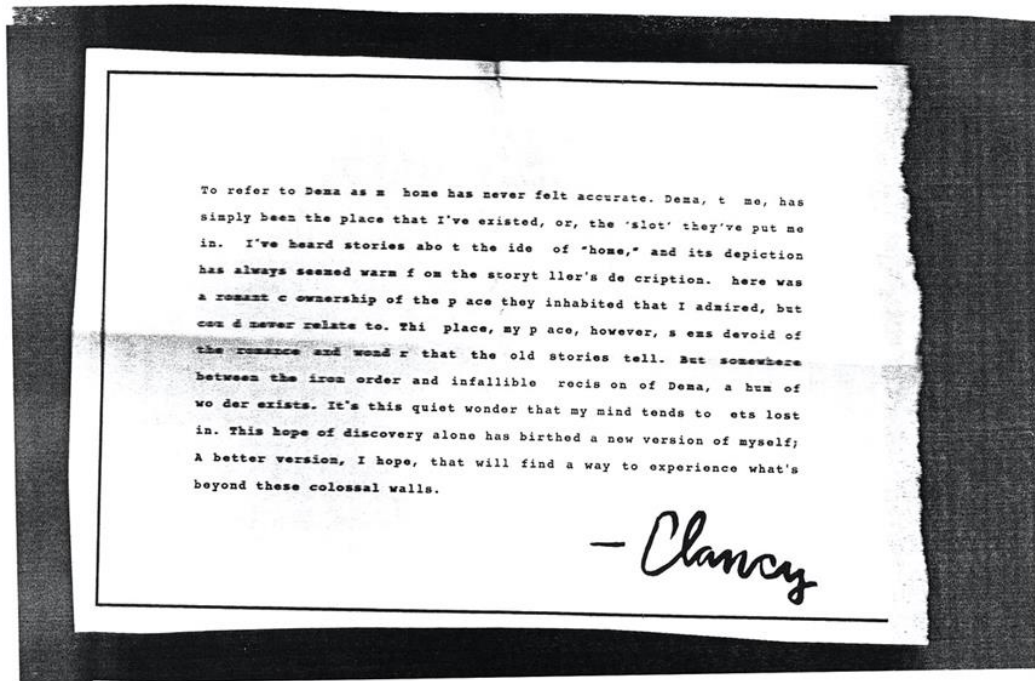 To refer to Dema as m  home has never felt accurate. Dema, t  me, has
simply been the place that I've existed, or, the 'slot' they've put me
in.  I've heard stories abo t the ide  of "home," and its depiction
has always seemed warm f om the storyt ller's de cription.  here was
a romant c ownership of the p ace they inhabited that I admired, but
cou d never relate to. Thi  place, my p ace, however, s ems devoid of
the romance and wond r that the old stories tell. But somewhere
between the iron order and infallible  recis on of Dema, a hum of
wo der exists. It's this quiet wonder that my mind tends to  ets lost
in. This hope of discovery alone has birthed a new version of myself;
A better version, I hope, that will find a way to experience what's
beyond these colossal walls.
— Clancy